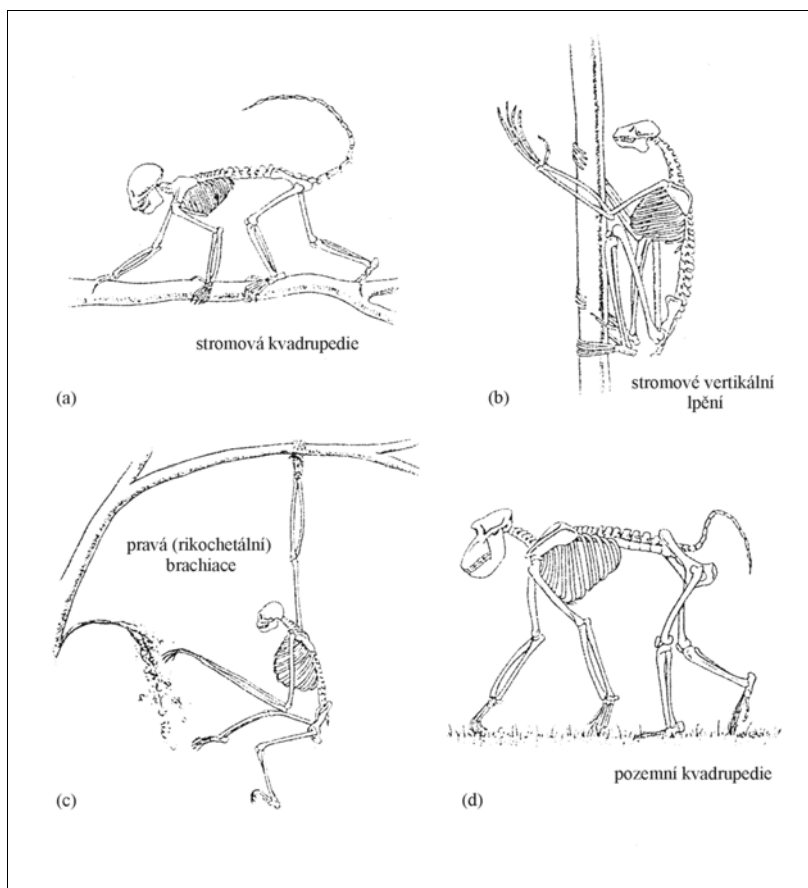 stromová kvadrupedie
(a)
stromové vertikální
lpění
(b)
pravá (rikochetální)
brachiace
(c)
pozemní kvadrupedie
(d)